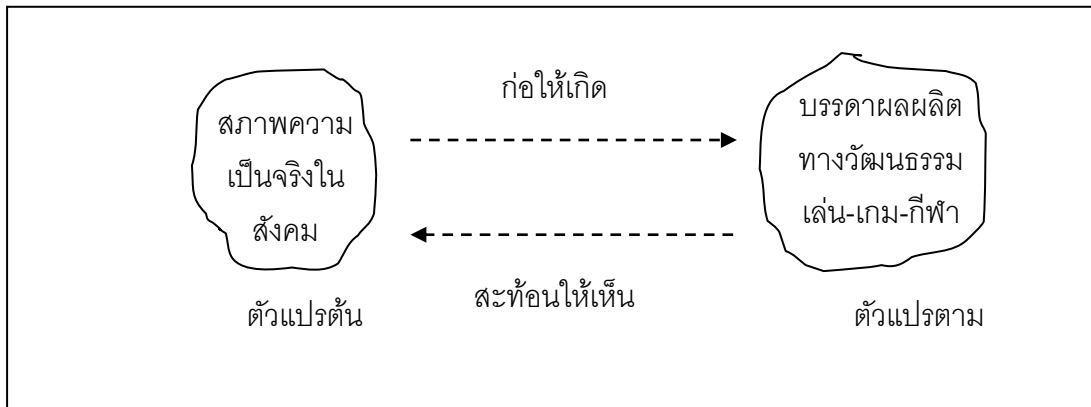 ก่อให้เกิด
สภาพความ
เป็นจริงใน
สังคม
บรรดาผลผลิต
ทางวัฒนธรรม
เล่น-เกม-กีฬา
สะท้อนให้เห็น
ตัวแปรต้น
ตัวแปรตาม